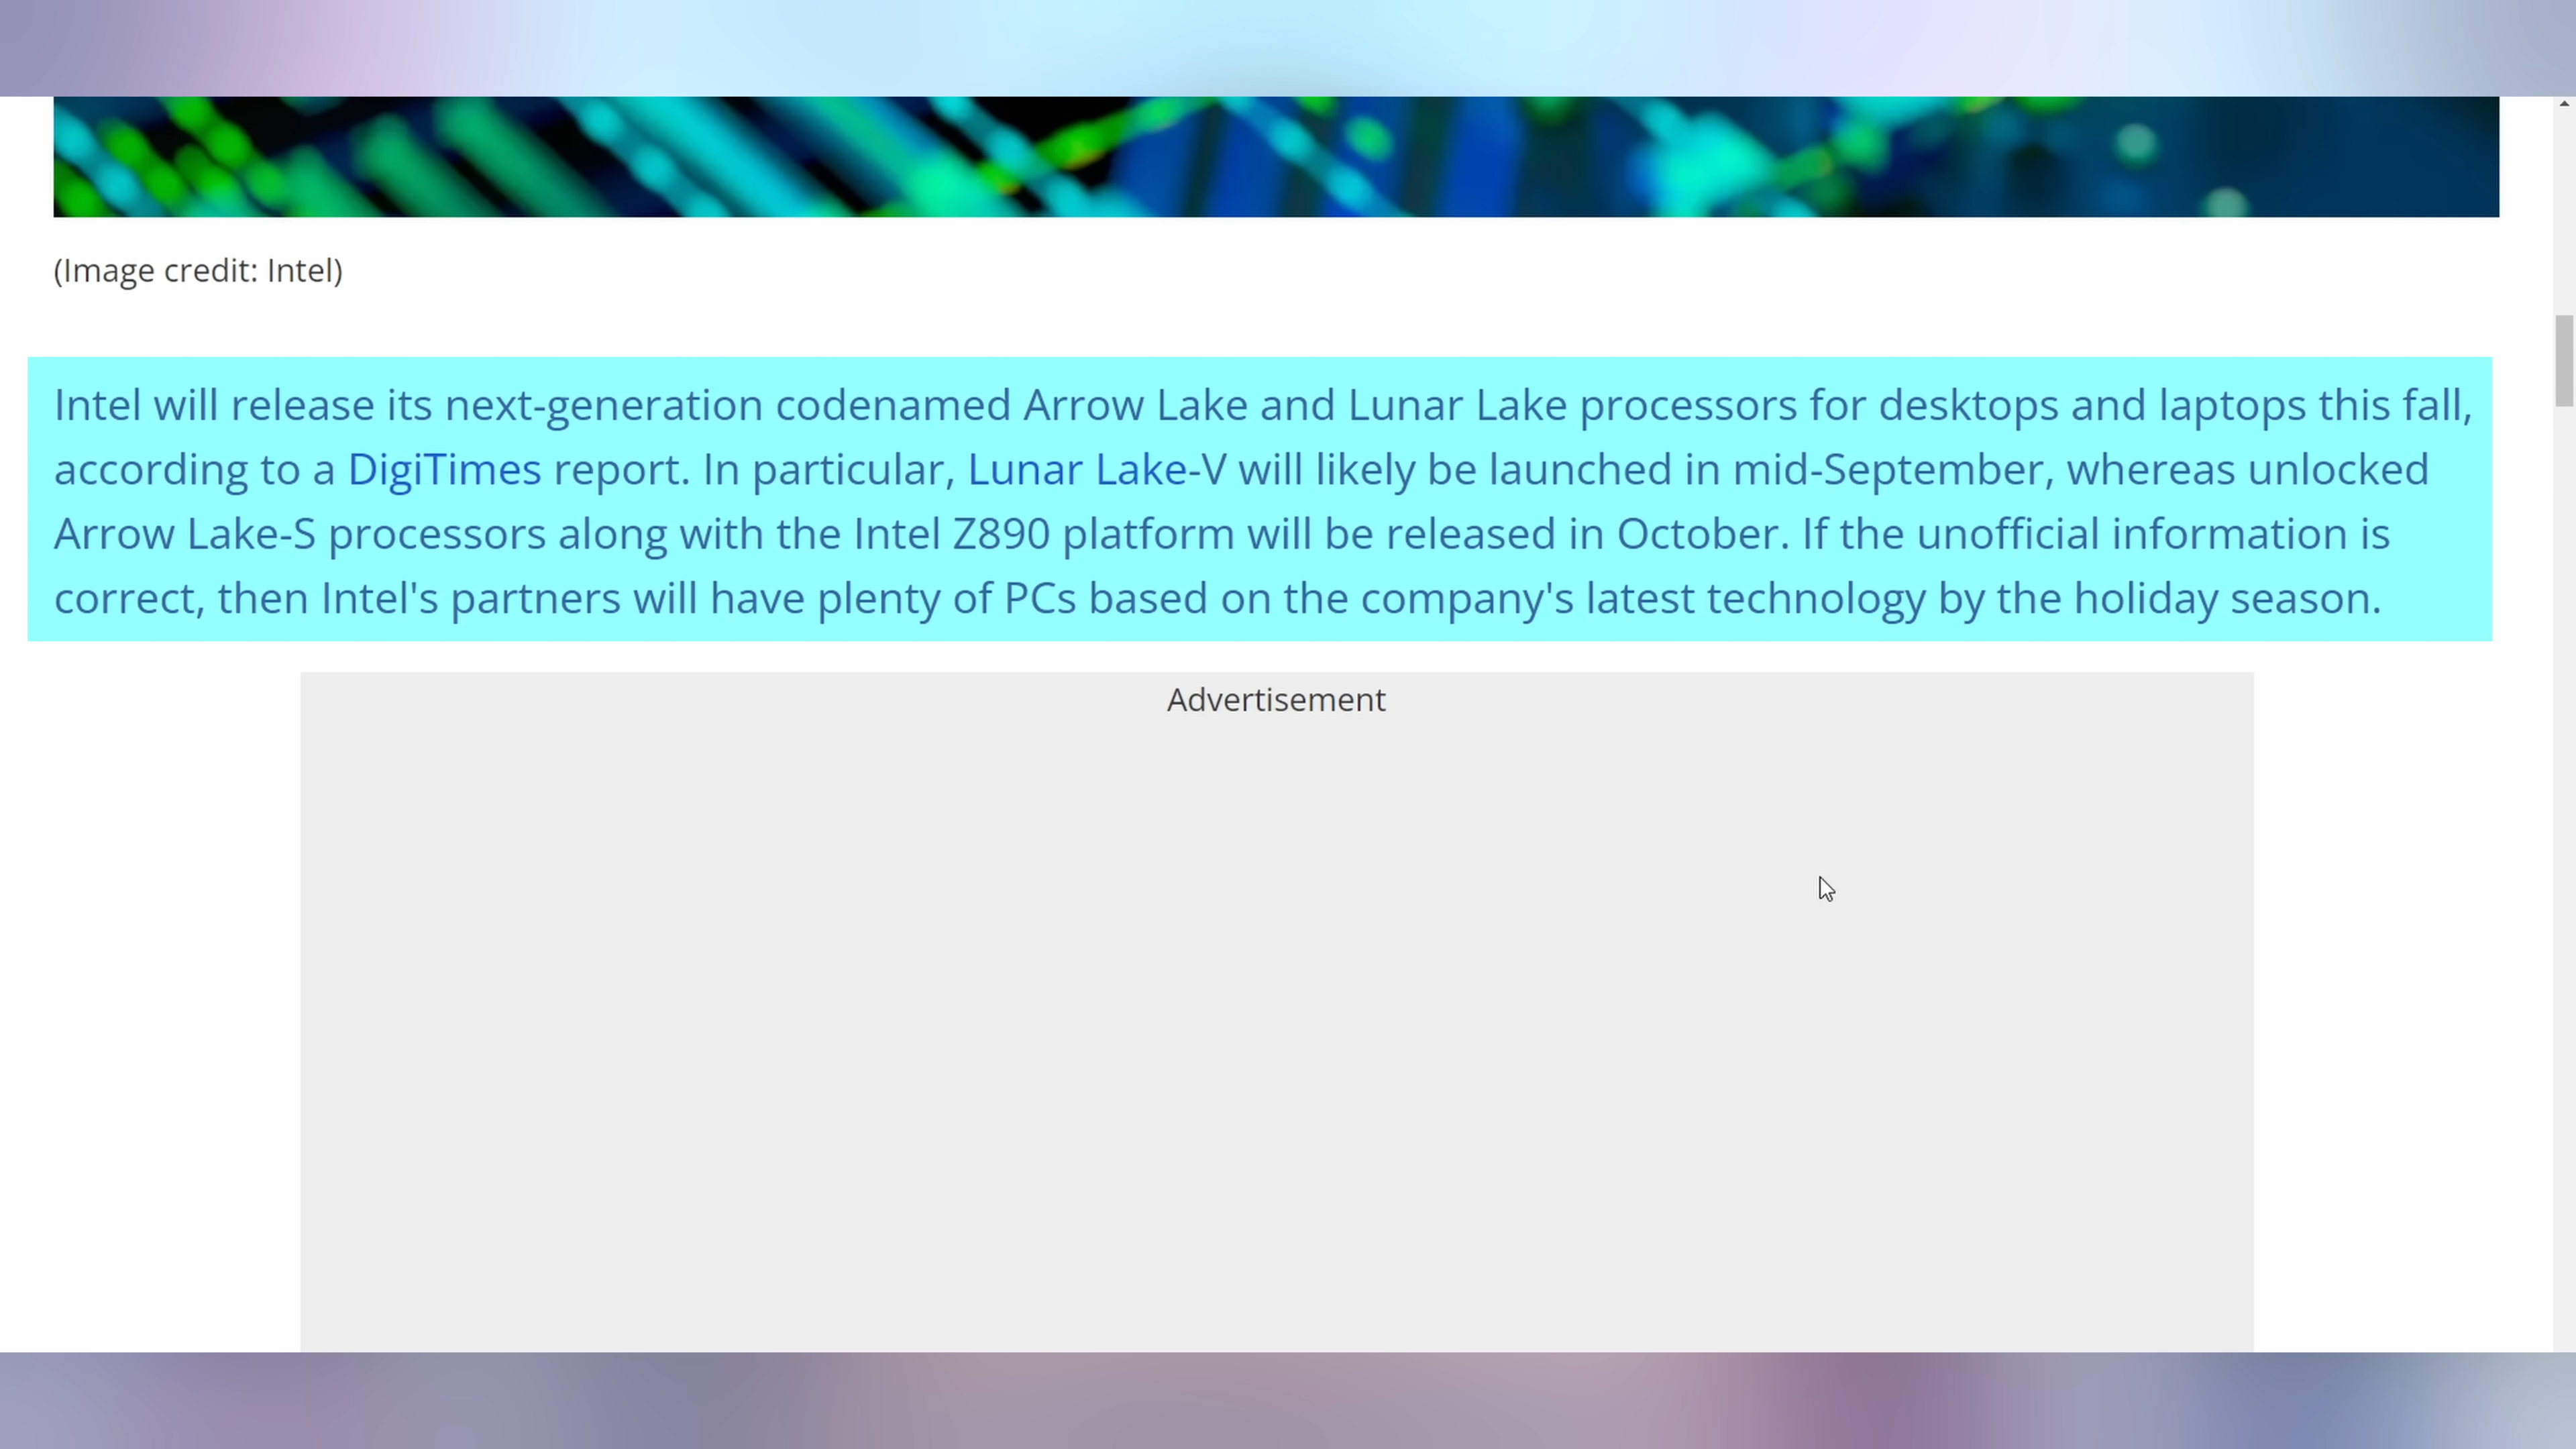 (Image credit: Intel)
Intel will release its next-generation codenamed Arrow Lake and Lunar Lake processors for desktops and laptops this fall,
according to a DigiTimes report. In particular, Lunar Lake-V will likely be launched in mid-September, whereas unlocked
Arrow Lake-S processors along with the Intel Z890 platform will be released in October. If the unofficial information is
correct, then Intel's partners will have plenty of PCs based on the company's latest technology by the holiday season.
Advertisement